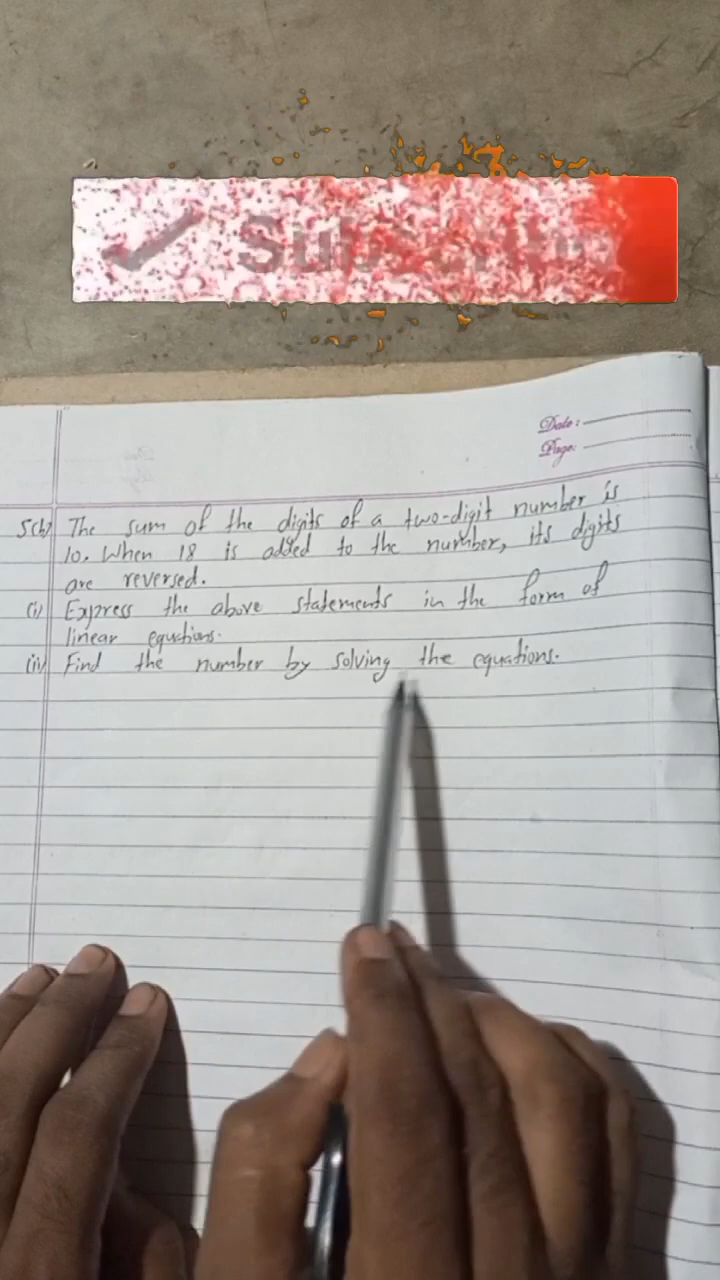 Subscribe
Date:
Page:
5(b) The sum of the digits of a two-digit number is
10. When 18 is added to the number, its digits
are reversed.
(i) Express the above statements in the form of
linear equations.
(ii) Find the number by solving the equations.